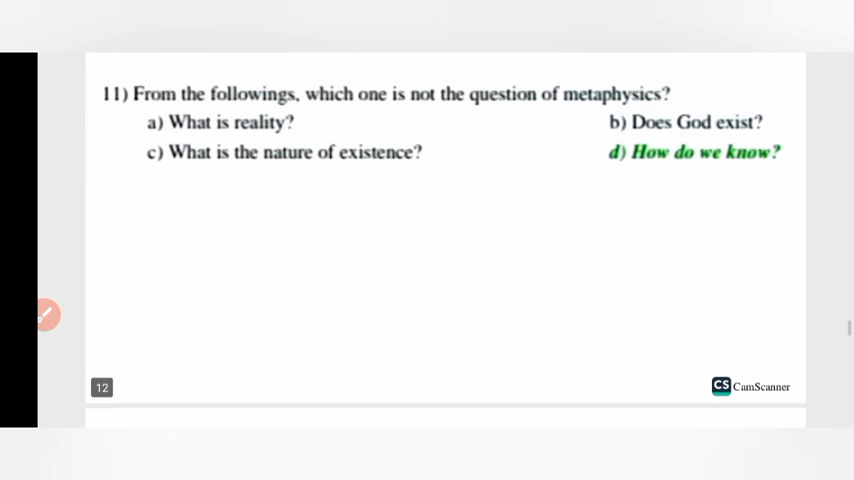 11) From the followings, which one is not the question of metaphysics?
a) What is reality? b) Does God exist?
c) What is the nature of existence? d) How do we know?
12
CS CamScanner